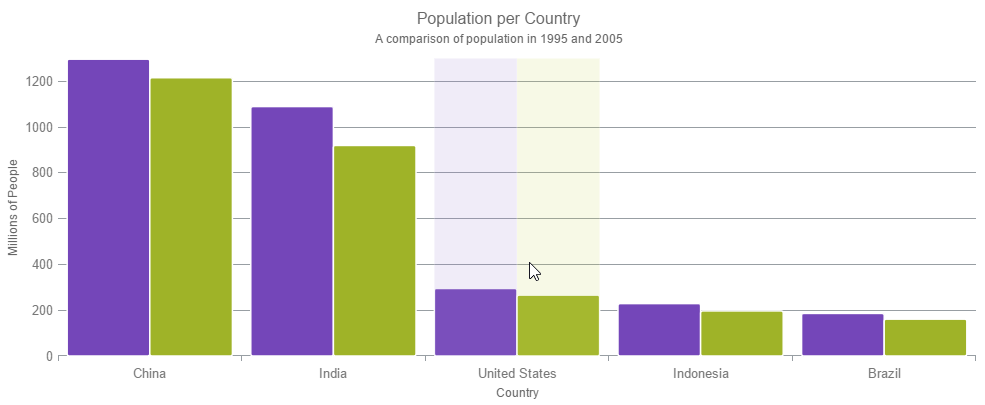 Population per Country
A comparison of population in 1995 and 2005
Millions of People
1200
1000
800
600
400
200
0
China India United States Indonesia Brazil
Country